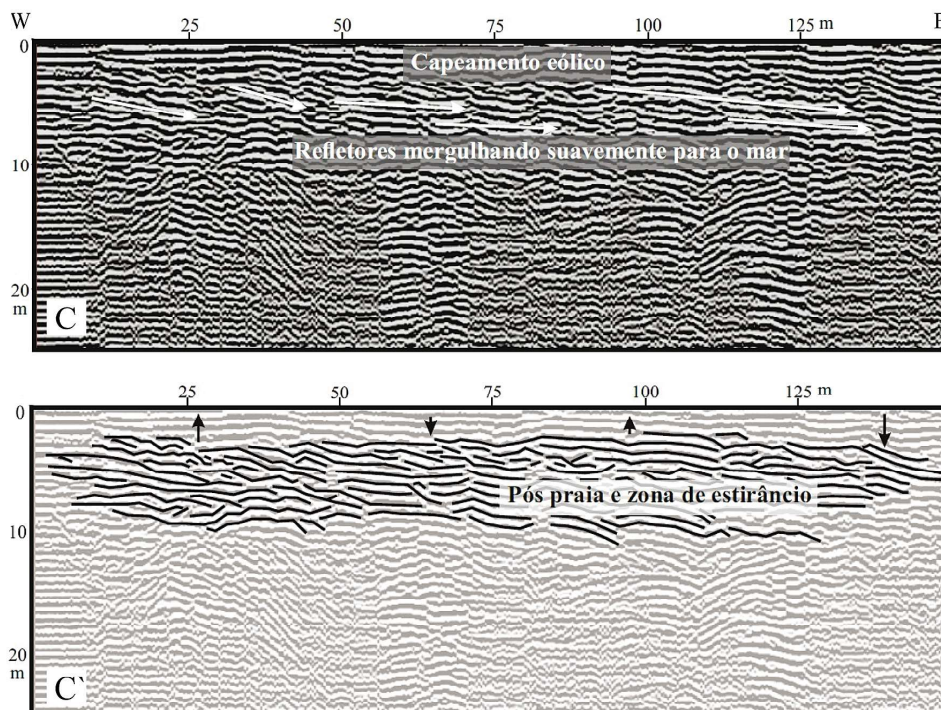 W 25 50 75 100 125 m E
0
Capeamento eólico
Refletores mergulhando suavemente para o mar
10
20
m
C
25 50 75 100 125 m
0
Pós praia e zona de estirâncio
10
20
m
C`